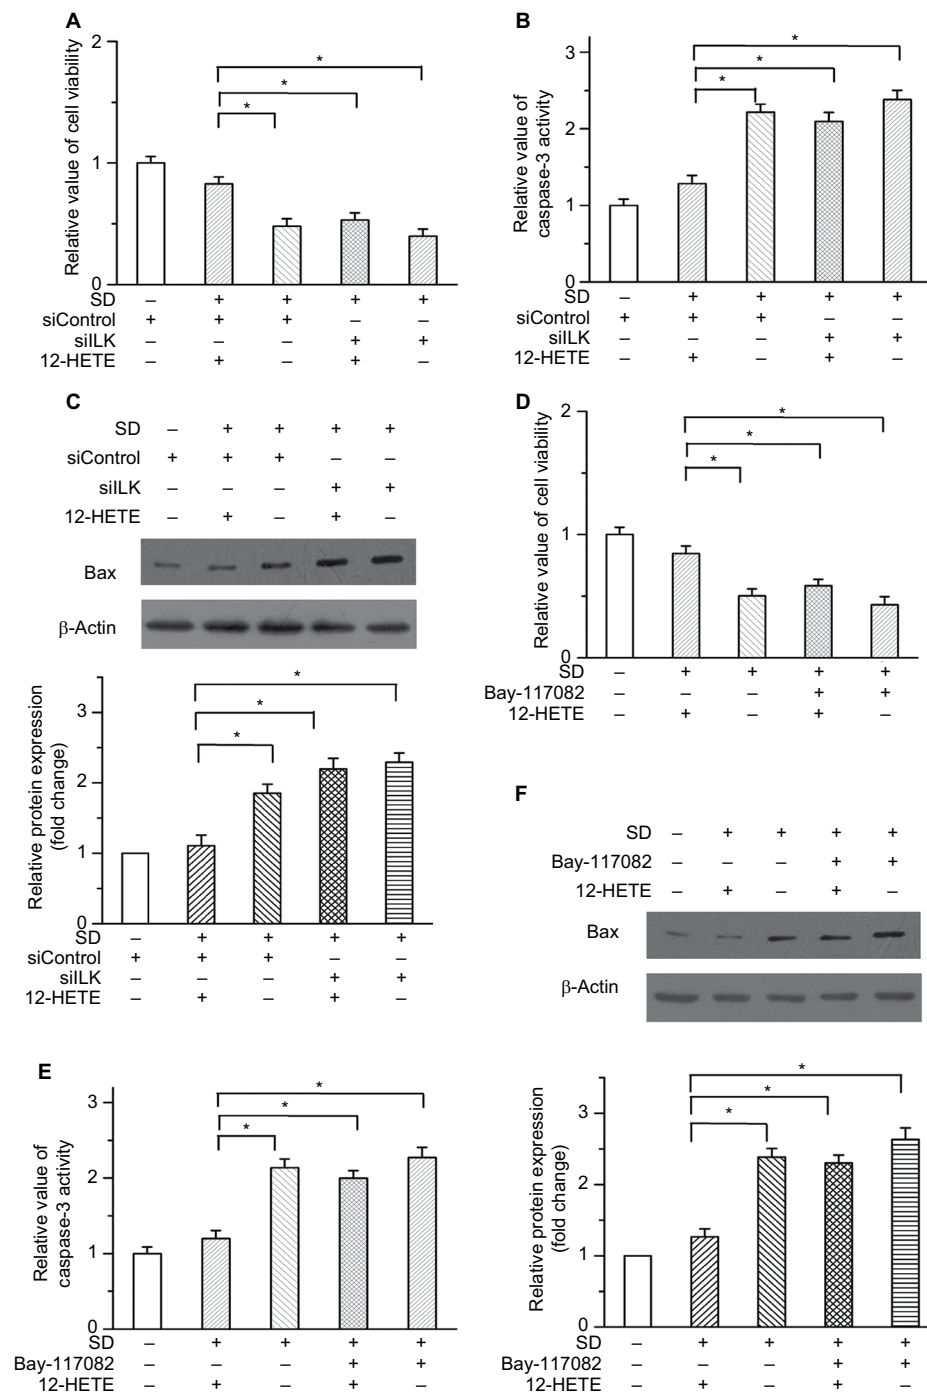 A
Relative value of cell viability
2
1
0
*
*
*
SD – + + + +
siControl + + + – –
siILK – – – + +
12-HETE – + – + –
B
Relative value of
caspase-3 activity
3
2
1
0
*
*
*
SD – + + + +
siControl + + + – –
siILK – – – + +
12-HETE – + – + –
C
SD – + + + +
siControl + + + – –
siILK – – – + +
12-HETE – + – + –
Bax
β-Actin
Relative protein expression
(fold change)
3
2
1
0
*
*
*
SD – + + + +
siControl + + + – –
siILK – – – + +
12-HETE – + – + –
D
Relative value of cell viability
2
1
0
*
*
*
SD – + + + +
Bay-117082 – – – + +
12-HETE – + – + –
E
Relative value of
caspase-3 activity
3
2
1
0
*
*
*
SD – + + + +
Bay-117082 – – – + +
12-HETE – + – + –
F
SD – + + + +
Bay-117082 – – – + +
12-HETE – + – + –
Bax
β-Actin
Relative protein expression
(fold change)
3
2
1
0
*
*
*
SD – + + + +
Bay-117082 – – – + +
12-HETE – + – + –